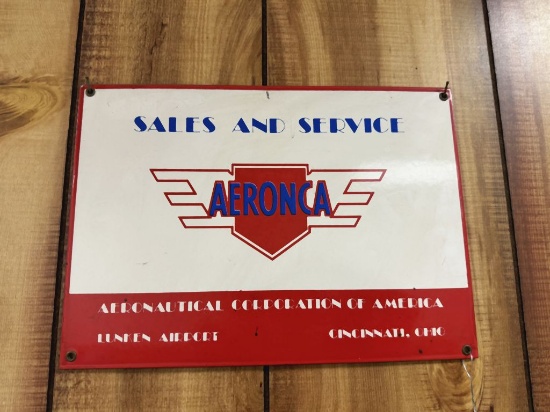 SALES AND SERVICE
AERONCA
AERONAUTICAL CORPORATION OF AMERICA
LUNKEN AIRPORT CINCINNATI, OHIO